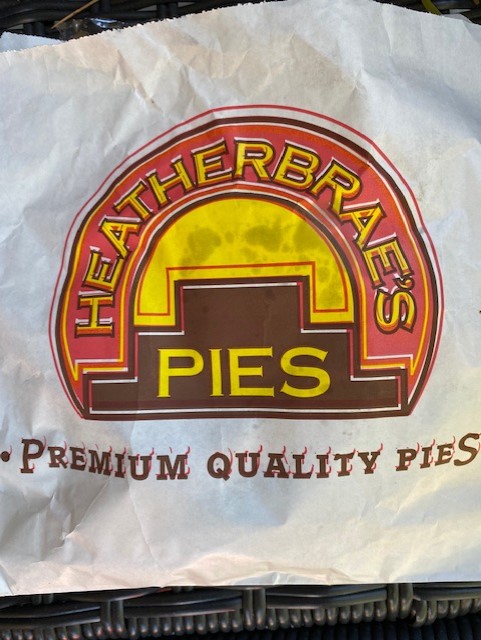 HEATHERBRAE'S
PIES
• PREMIUM QUALITY PIES